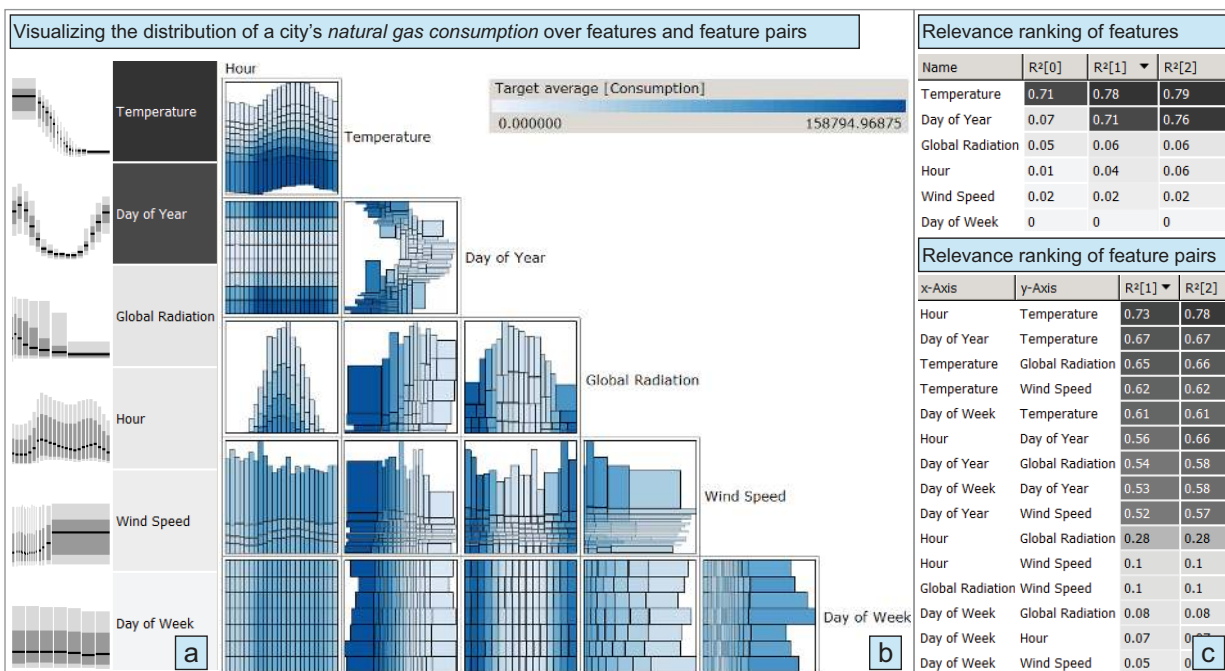 Visualizing the distribution of a city's natural gas consumption over features and feature pairs
Temperature
Day of Year
Global Radiation
Hour
Wind Speed
Day of Week
a
Hour
Temperature
Day of Year
Global Radiation
Wind Speed
Day of Week
Target average [Consumption]
0.000000 158794.96875
b
Relevance ranking of features
Name R²[0] R²[1] R²[2]
Temperature 0.71 0.78 0.79
Day of Year 0.07 0.71 0.76
Global Radiation 0.05 0.06 0.06
Hour 0.01 0.04 0.06
Wind Speed 0.02 0.02 0.02
Day of Week 0 0 0
Relevance ranking of feature pairs
x-Axis y-Axis R²[1] R²[2]
Hour Temperature 0.73 0.78
Day of Year Temperature 0.67 0.67
Temperature Global Radiation 0.65 0.66
Temperature Wind Speed 0.62 0.62
Day of Week Temperature 0.61 0.61
Hour Day of Year 0.56 0.66
Day of Year Global Radiation 0.54 0.58
Day of Week Day of Year 0.53 0.58
Day of Year Wind Speed 0.52 0.57
Hour Global Radiation 0.28 0.28
Hour Wind Speed 0.1 0.1
Global Radiation Wind Speed 0.1 0.1
Day of Week Global Radiation 0.08 0.08
Day of Week Hour 0.07
Day of Week Wind Speed 0.05
c